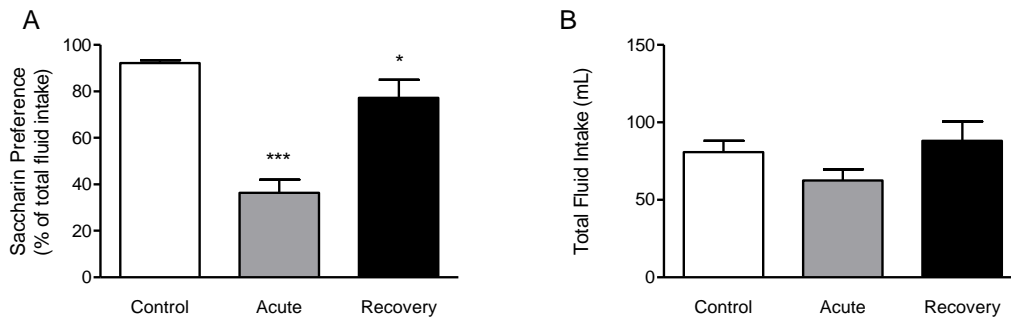 A
Saccharin Preference
(% of total fluid intake)
100
80
60
40
20
0
***
*
Control Acute Recovery
B
Total Fluid Intake (mL)
150
100
50
0
Control Acute Recovery